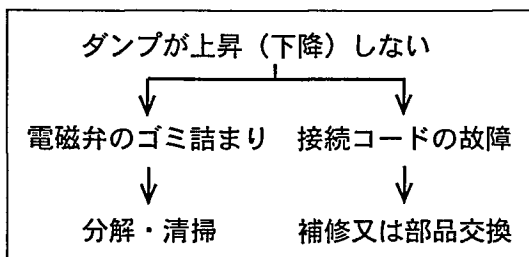 ダンプが上昇（下降）しない
電磁弁のゴミ詰まり 接続コードの故障
分解・清掃 補修又は部品交換